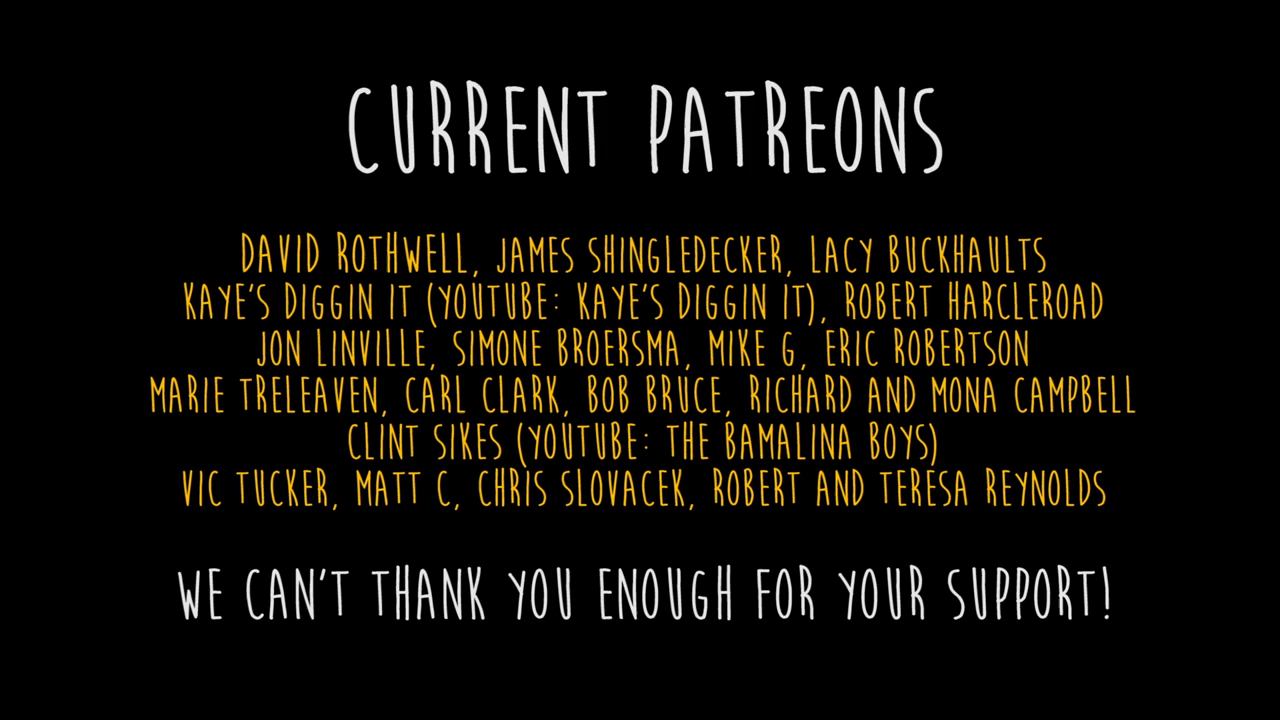 CURRENT PATREONS
DAVID ROTHWELL, JAMES SHINGLEDECKER, LACY BUCKHAULTS
KAYE'S DIGGIN IT (YOUTUBE: KAYE'S DIGGIN IT), ROBERT HARCLEROAD
JON LINVILLE, SIMONE BROERSMA, MIKE G, ERIC ROBERTSON
MARIE TRELEAVEN, CARL CLARK, BOB BRUCE, RICHARD AND MONA CAMPBELL
CLINT SIKES (YOUTUBE: THE BAMALINA BOYS)
VIC TUCKER, MATT C, CHRIS SLOVACEK, ROBERT AND TERESA REYNOLDS
WE CAN'T THANK YOU ENOUGH FOR YOUR SUPPORT!